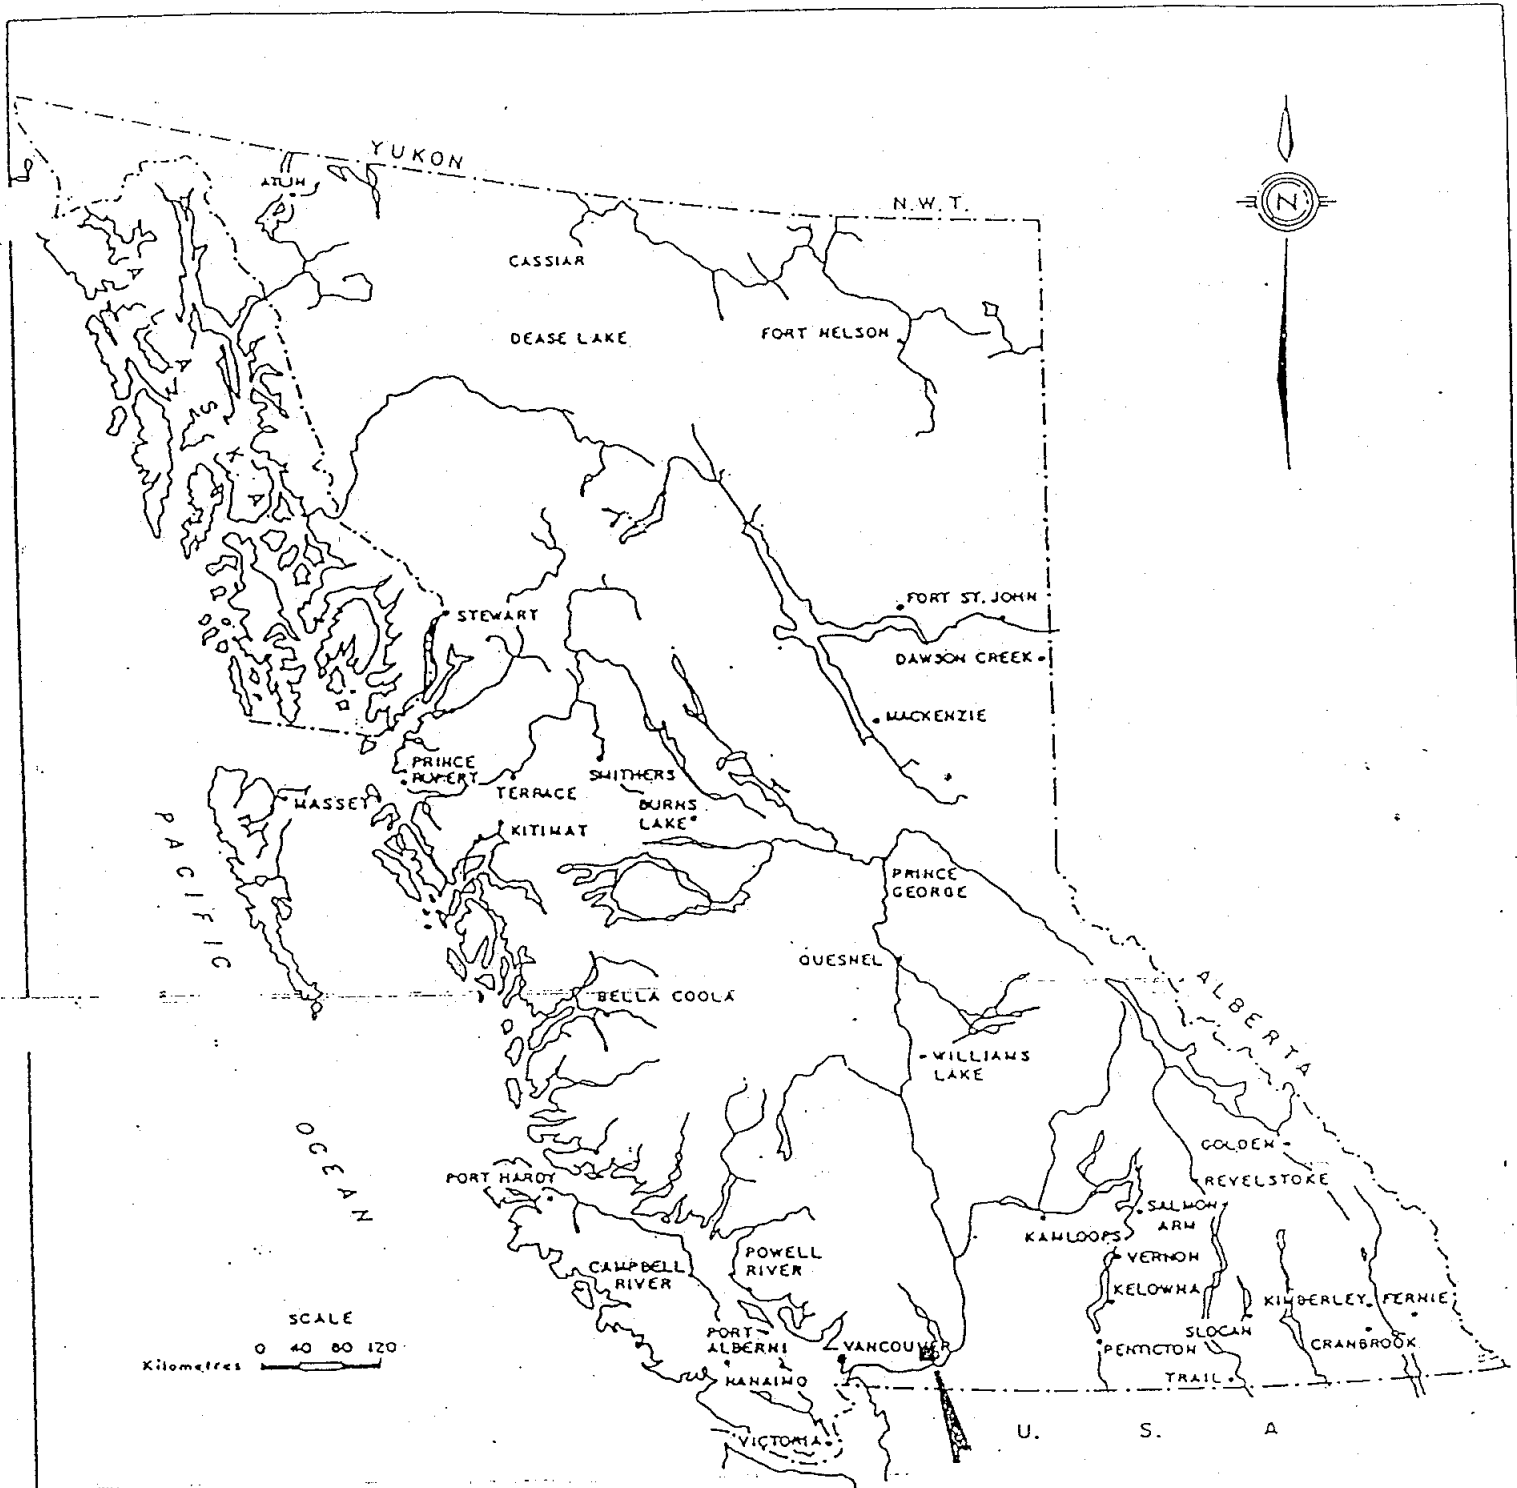 YUKON
ATLIN
N.W.T.
N
ALASKA
CASSIAR
DEASE LAKE
FORT NELSON
STEWART
FORT ST. JOHN
DAWSON CREEK
MACKENZIE
PRINCE
RUPERT
TERRACE
SMITHERS
MASSET
BURNS
LAKE
KITIMAT
PACIFIC
PRINCE
GEORGE
QUESNEL
BELLA COOLA
ALBERTA
WILLIAMS
LAKE
OCEAN
GOLDEN
PORT HARDY
REVELSTOKE
SALMON
ARM
KAMLOOPS
CAMPBELL
RIVER
POWELL
RIVER
VERNON
KELOWNA
KIMBERLEY
FERNIE
SCALE
0 40 80 120
Kilometres
PORT
ALBERNI
VANCOUVER
SLOCAN
PENTICTON
CRANBROOK
NANAIMO
TRAIL
VICTORIA
U. S. A